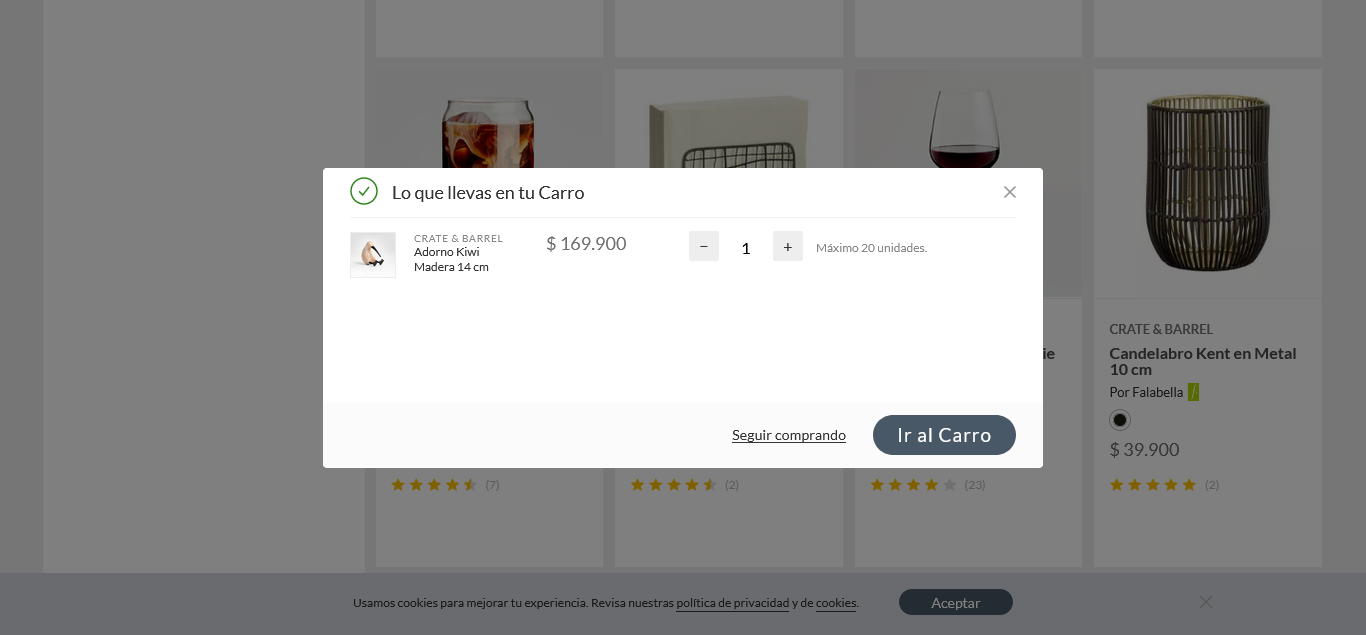 Lo que llevas en tu Carro
CRATE & BARREL
Adorno Kiwi
Madera 14 cm
$ 169.900
−
1
+
Máximo 20 unidades.
Seguir comprando
Ir al Carro
CRATE & BARREL
Candelabro Kent en Metal
10 cm
Por Falabella
$ 39.900
(7)
(2)
(23)
(2)
Usamos cookies para mejorar tu experiencia. Revisa nuestras política de privacidad y de cookies.
Aceptar